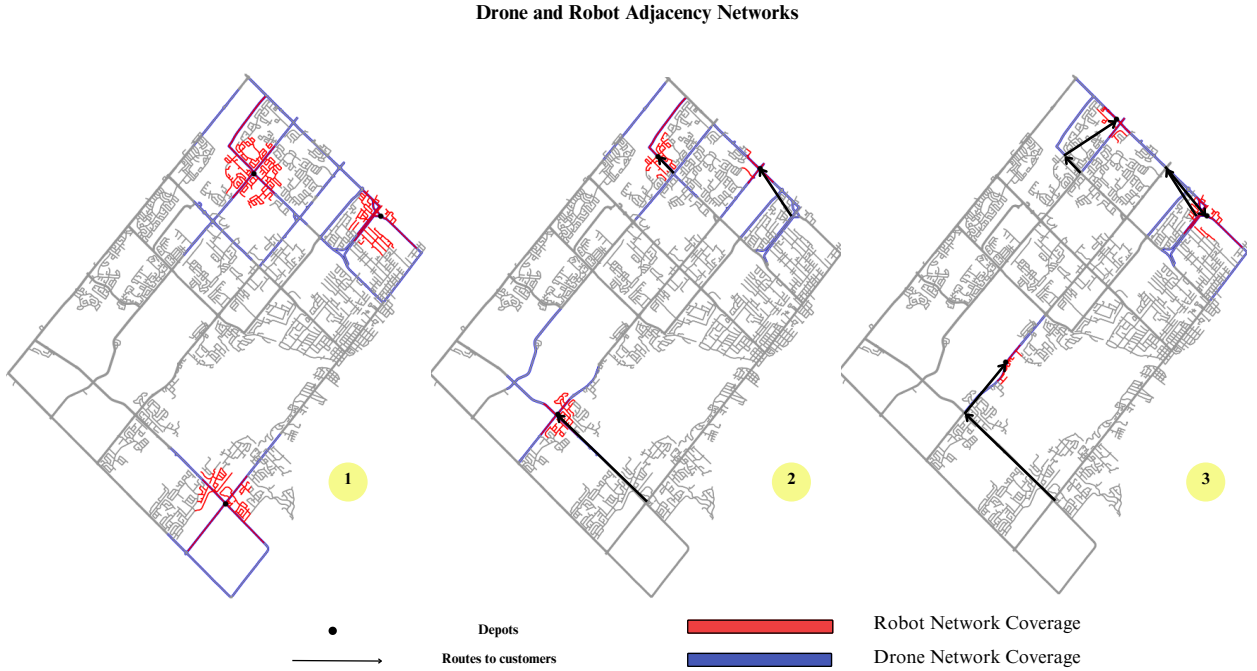 Drone and Robot Adjacency Networks
1
2
3
Depots
Routes to customers
Robot Network Coverage
Drone Network Coverage